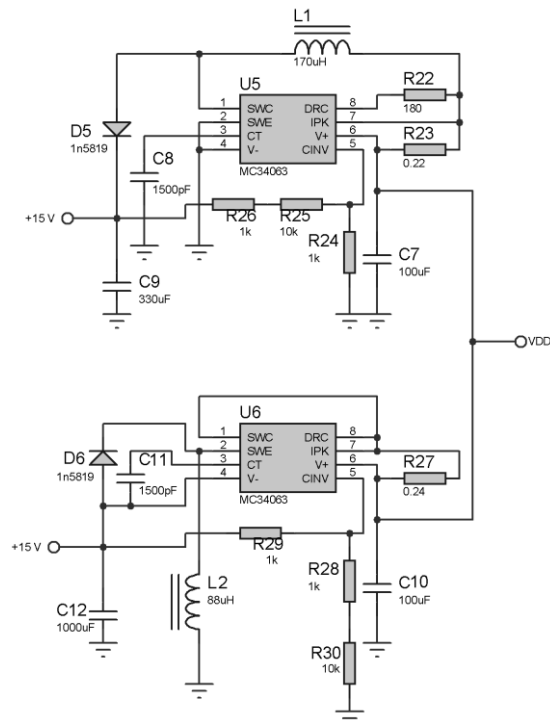 L1
170uH
U5
1 SWC DRC 8
2 SWE IPK 7
3 CT V+ 6
4 V- CINV 5
MC34063
R22
180
R23
0.22
D5
1n5819
C8
1500pF
+15 V
R26
1k
R25
10k
R24
1k
C7
100uF
C9
330uF
VDD
U6
1 SWC DRC 8
2 SWE IPK 7
3 CT V+ 6
4 V- CINV 5
MC34063
D6
1n5819
C11
1500pF
R27
0.24
+15 V
R29
1k
R28
1k
C10
100uF
C12
1000uF
L2
88uH
R30
10k